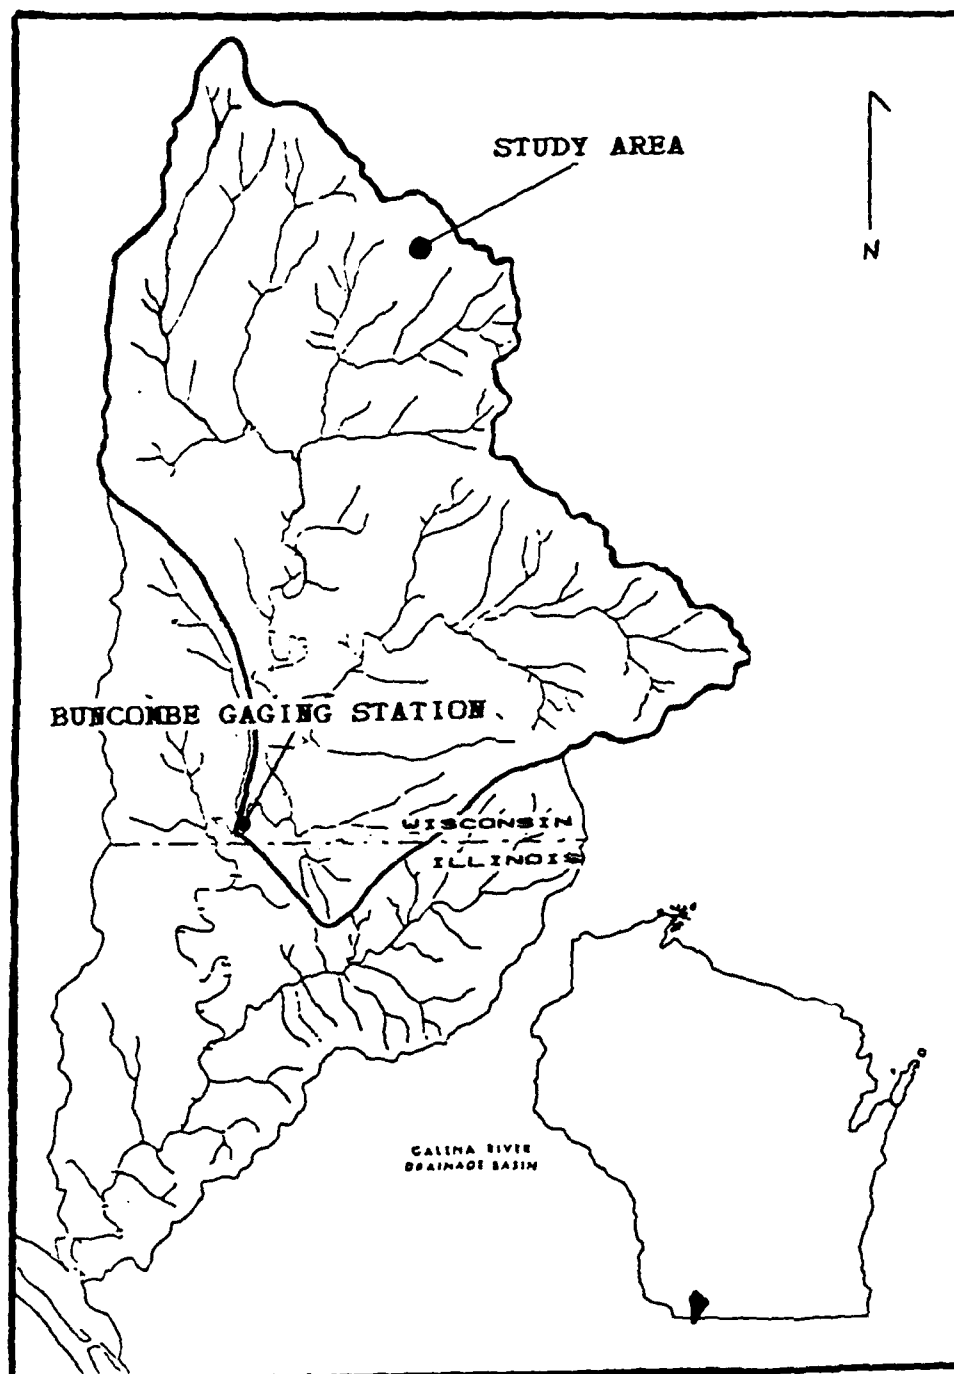 STUDY AREA
N
BUNCOMBE GAGING STATION
WISCONSIN
ILLINOIS
GALENA RIVER
DRAINAGE BASIN